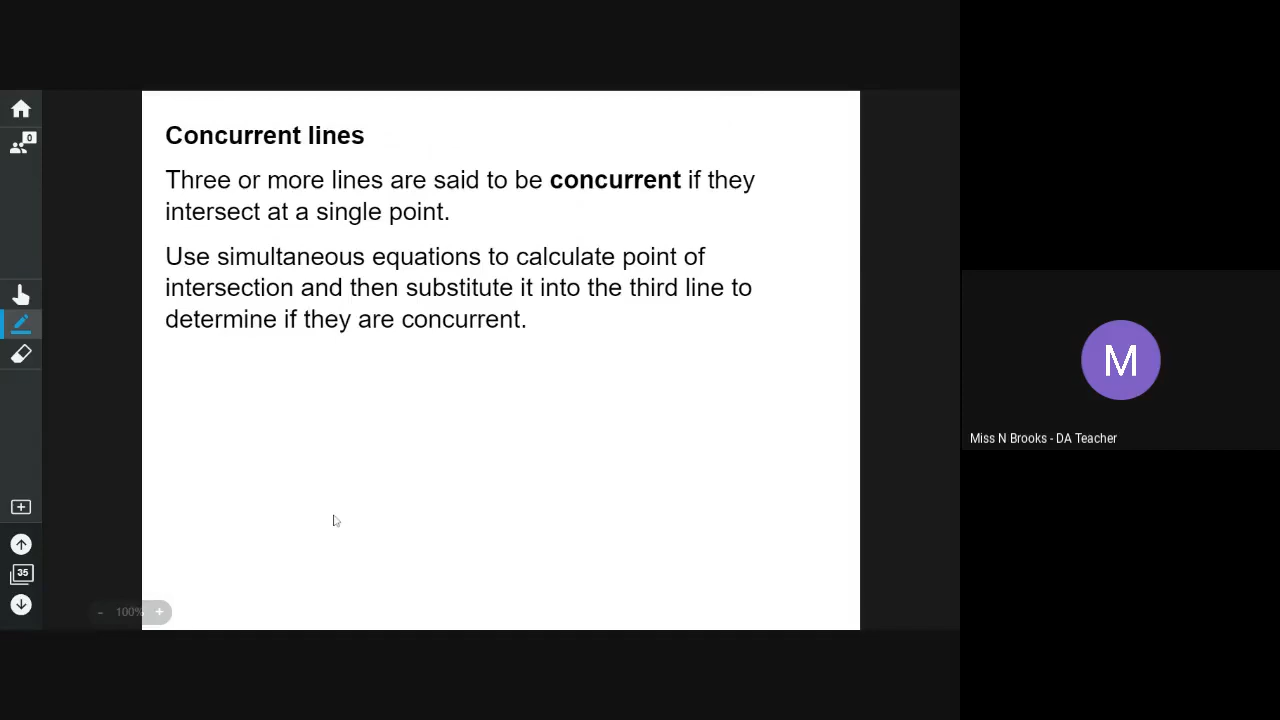 Concurrent lines
Three or more lines are said to be concurrent if they
intersect at a single point.
Use simultaneous equations to calculate point of
intersection and then substitute it into the third line to
determine if they are concurrent.
0
35
- 100% +
M
Miss N Brooks - DA Teacher